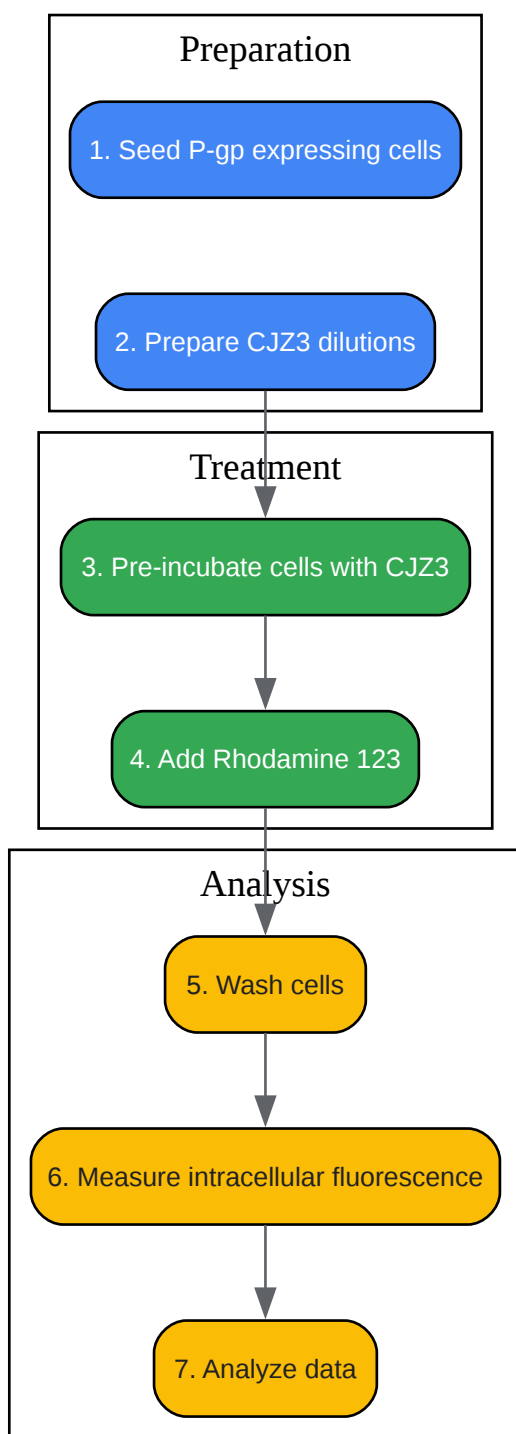 Preparation
1. Seed P-gp expressing cells
2. Prepare CJZ3 dilutions
Treatment
3. Pre-incubate cells with CJZ3
4. Add Rhodamine 123
Analysis
5. Wash cells
6. Measure intracellular fluorescence
7. Analyze data